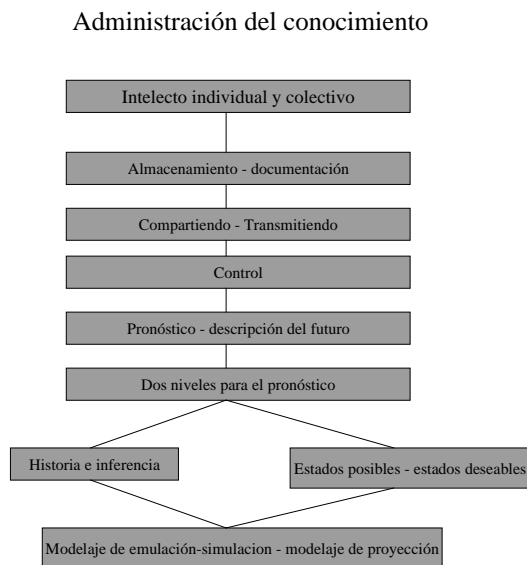 Administración del conocimiento
Intelecto individual y colectivo
Almacenamiento - documentación
Compartiendo - Transmitiendo
Control
Pronóstico - descripción del futuro
Dos niveles para el pronóstico
Historia e inferencia
Estados posibles - estados deseables
Modelaje de emulación-simulacion - modelaje de proyección